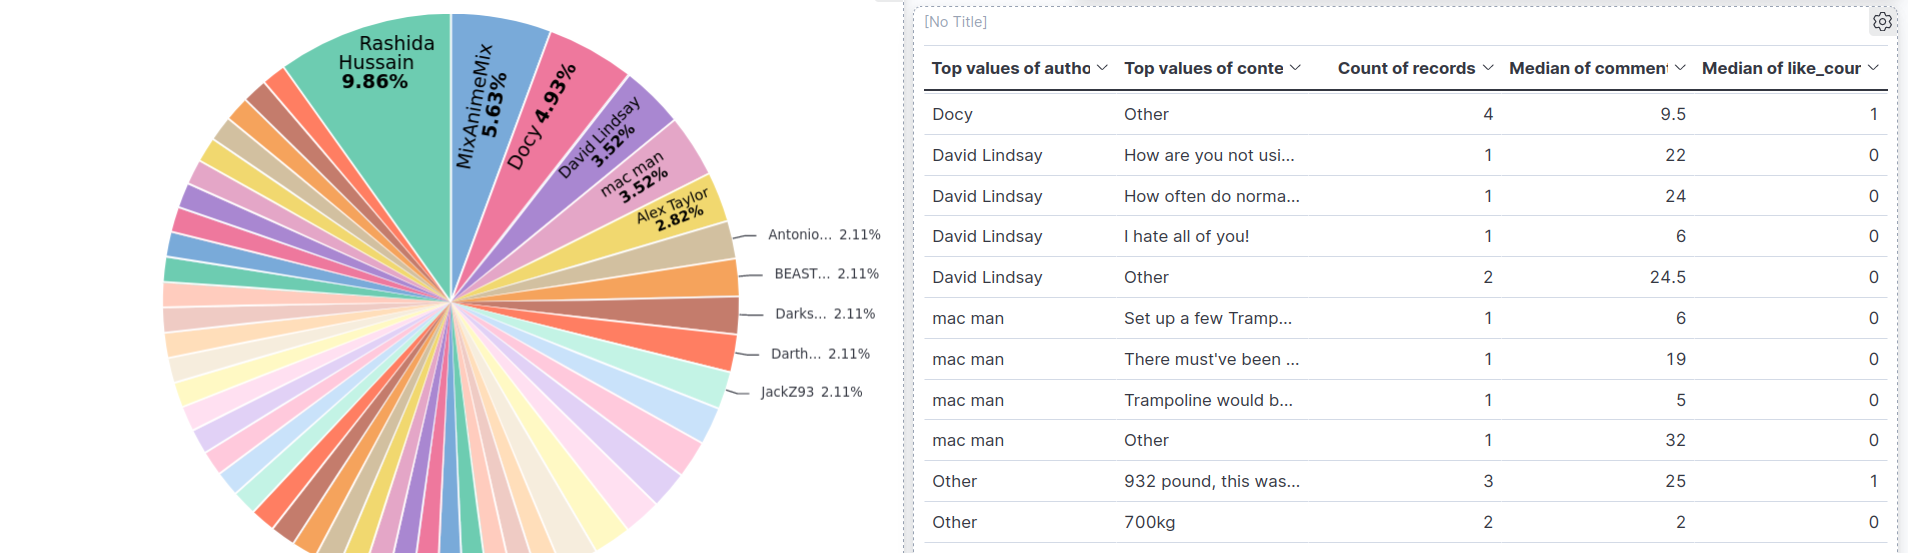 Rashida
Hussain
9.86%
MixAnimeMix
5.63%
Docy 4.93%
David Lindsay
3.52%
mac man
3.52%
Alex Taylor
2.82%
Antonio... 2.11%
BEAST... 2.11%
Darks... 2.11%
Darth... 2.11%
JackZ93 2.11%
[No Title]
Top values of autho Top values of conte Count of records Median of comment Median of like_cour
Docy Other 4 9.5 1
David Lindsay How are you not usi... 1 22 0
David Lindsay How often do norma... 1 24 0
David Lindsay I hate all of you! 1 6 0
David Lindsay Other 2 24.5 0
mac man Set up a few Tramp... 1 6 0
mac man There must've been ... 1 19 0
mac man Trampoline would b... 1 5 0
mac man Other 1 32 0
Other 932 pound, this was... 3 25 1
Other 700kg 2 2 0